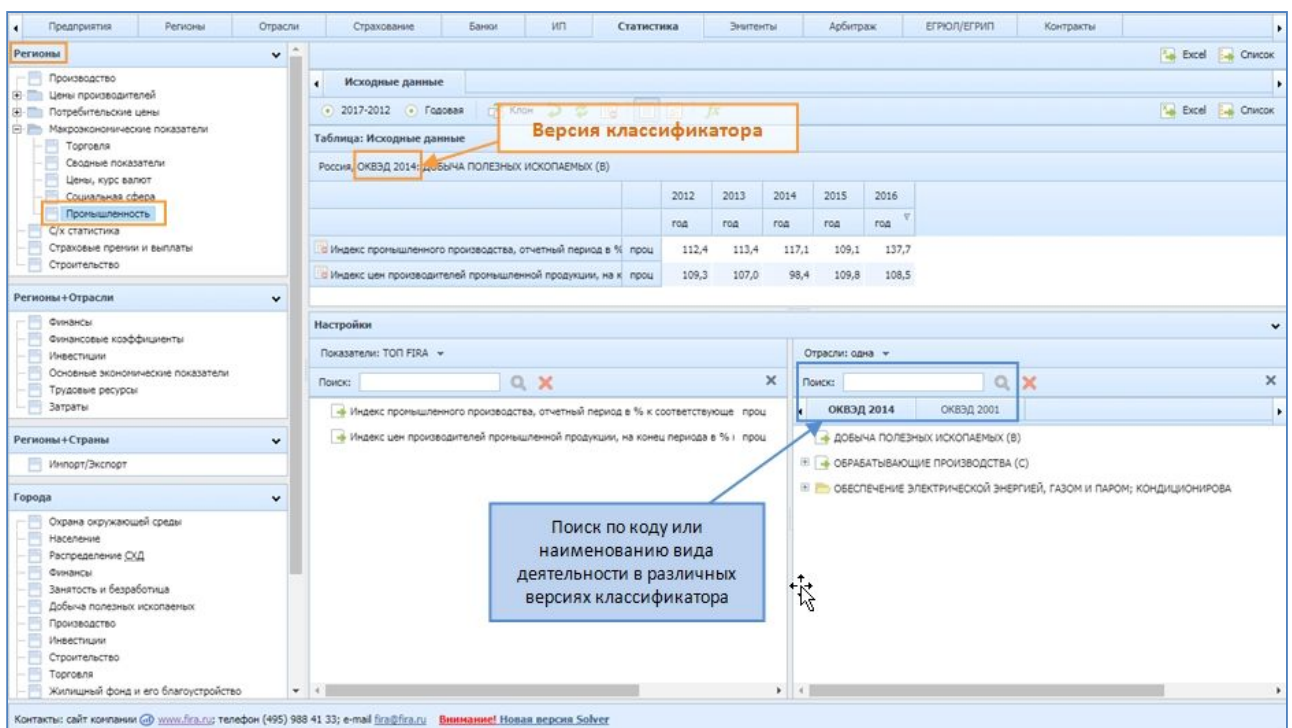 Предприятия Регионы Отрасли Страхование Банки ИП Статистика Эмитенты Арбитраж ЕГРЮЛ/ЕГРИП Контракты
Регионы
Производство
Цены производителей
Потребительские цены
Макроэкономические показатели
Торговля
Сводные показатели
Цены, курс валют
Социальная сфера
Промышленность
С/х статистика
Страховые премии и выплаты
Строительство
Регионы+Отрасли
Финансы
Финансовые коэффициенты
Инвестиции
Основные экономические показатели
Трудовые ресурсы
Затраты
Регионы+Страны
Импорт/Экспорт
Города
Охрана окружающей среды
Население
Распределение СХД
Финансы
Занятость и безработица
Добыча полезных ископаемых
Производство
Инвестиции
Строительство
Торговля
Жилищный фонд и его благоустройство
Excel Список
Исходные данные
2017-2012 Годовая Клон fx Excel Список
Версия классификатора
Таблица: Исходные данные
Россия, ОКВЭД 2014: ДОБЫЧА ПОЛЕЗНЫХ ИСКОПАЕМЫХ (B)
2012 2013 2014 2015 2016
год год год год год
Индекс промышленного производства, отчетный период в % проц 112,4 113,4 117,1 109,1 137,7
Индекс цен производителей промышленной продукции, на к проц 109,3 107,0 98,4 109,8 108,5
Настройки
Показатели: ТОП FIRA
Поиск:
Индекс промышленного производства, отчетный период в % к соответствующе проц
Индекс цен производителей промышленной продукции, на конец периода в % проц
Отрасли: одна
Поиск:
ОКВЭД 2014 ОКВЭД 2001
ДОБЫЧА ПОЛЕЗНЫХ ИСКОПАЕМЫХ (B)
ОБРАБАТЫВАЮЩИЕ ПРОИЗВОДСТВА (C)
ОБЕСПЕЧЕНИЕ ЭЛЕКТРИЧЕСКОЙ ЭНЕРГИЕЙ, ГАЗОМ И ПАРОМ; КОНДИЦИОНИРОВА
Поиск по коду или
наименованию вида
деятельности в различных
версиях классификатора
Контакты: сайт компании www.fira.ru; телефон (495) 988 41 33; e-mail fira@fira.ru Внимание! Новая версия Solver